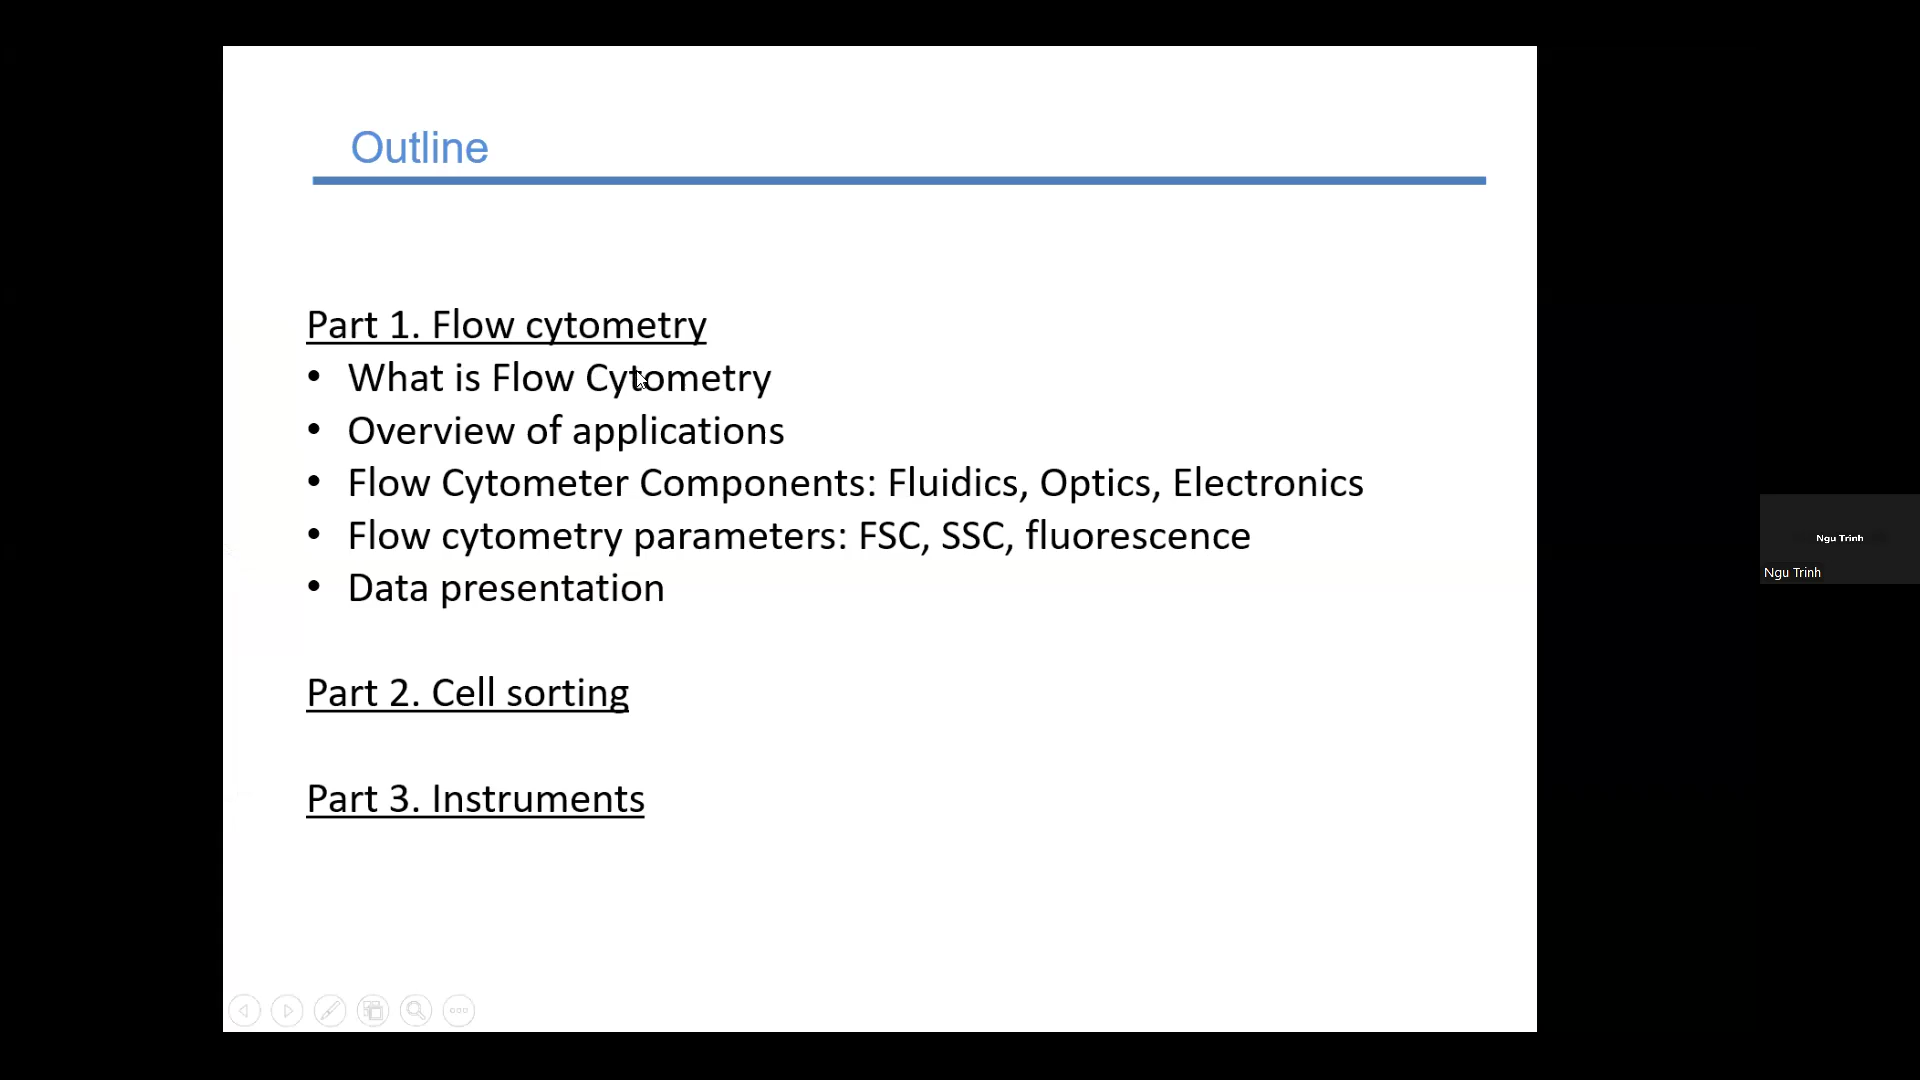 Outline
Part 1. Flow cytometry
• What is Flow Cytometry
• Overview of applications
• Flow Cytometer Components: Fluidics, Optics, Electronics
• Flow cytometry parameters: FSC, SSC, fluorescence
• Data presentation
Part 2. Cell sorting
Part 3. Instruments
Ngu Trinh
Ngu Trinh